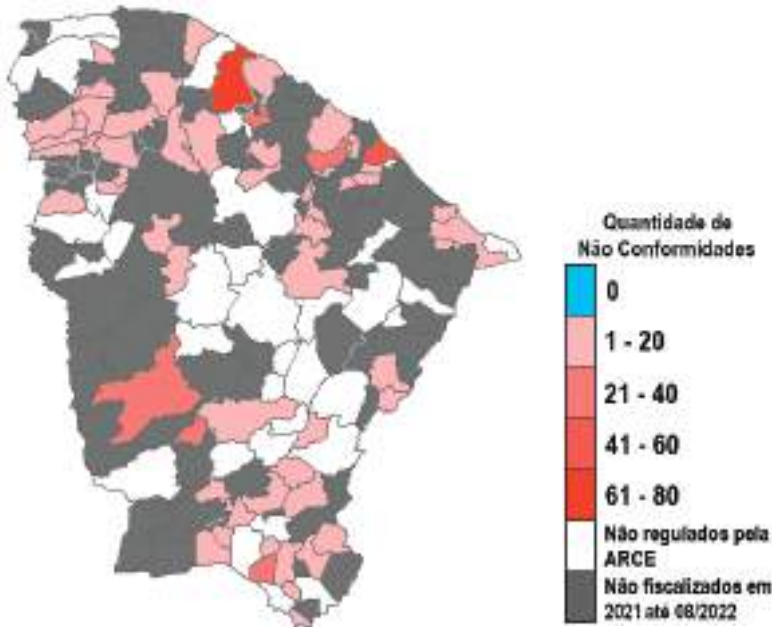 Quantidade de
Não Conformidades
0
1 - 20
21 - 40
41 - 60
61 - 80
Não regulados pela
ARCE
Não fiscalizados em
2021 até 08/2022